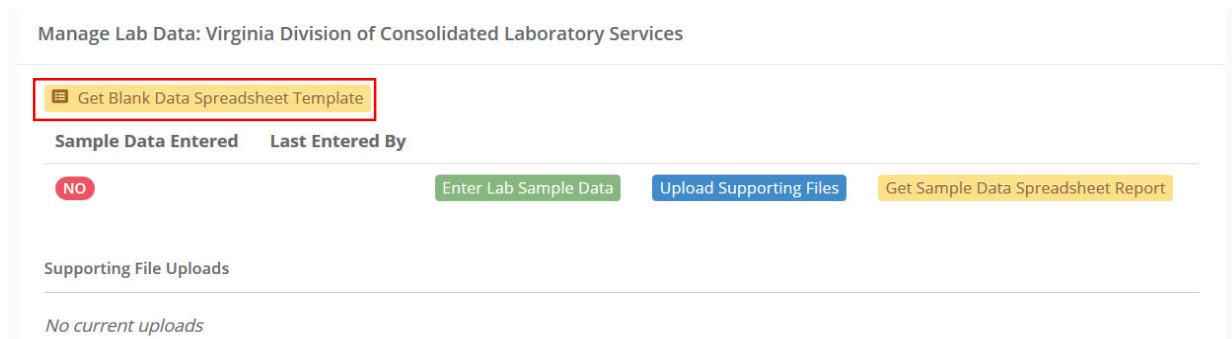 Manage Lab Data: Virginia Division of Consolidated Laboratory Services
Get Blank Data Spreadsheet Template
Sample Data Entered Last Entered By
NO Enter Lab Sample Data Upload Supporting Files Get Sample Data Spreadsheet Report
Supporting File Uploads
No current uploads